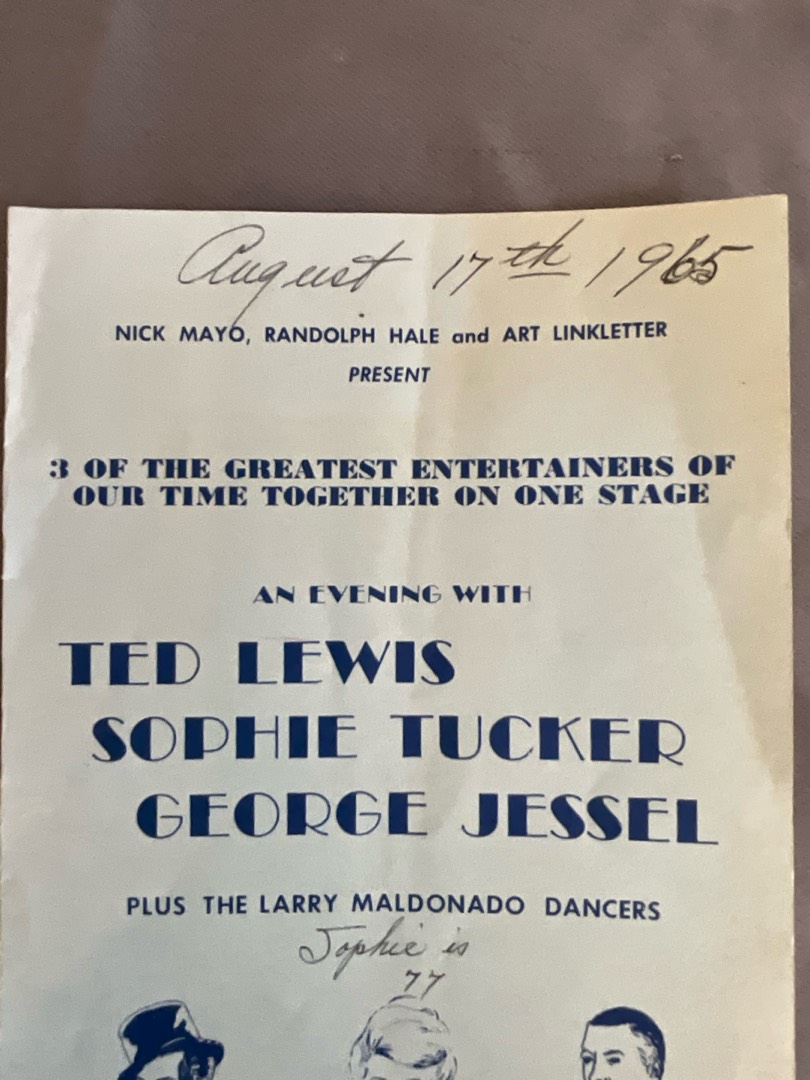 August 17th 1965
NICK MAYO, RANDOLPH HALE and ART LINKLETTER
PRESENT
3 OF THE GREATEST ENTERTAINERS OF
OUR TIME TOGETHER ON ONE STAGE
AN EVENING WITH
TED LEWIS
SOPHIE TUCKER
GEORGE JESSEL
PLUS THE LARRY MALDONADO DANCERS
Sophie is
77